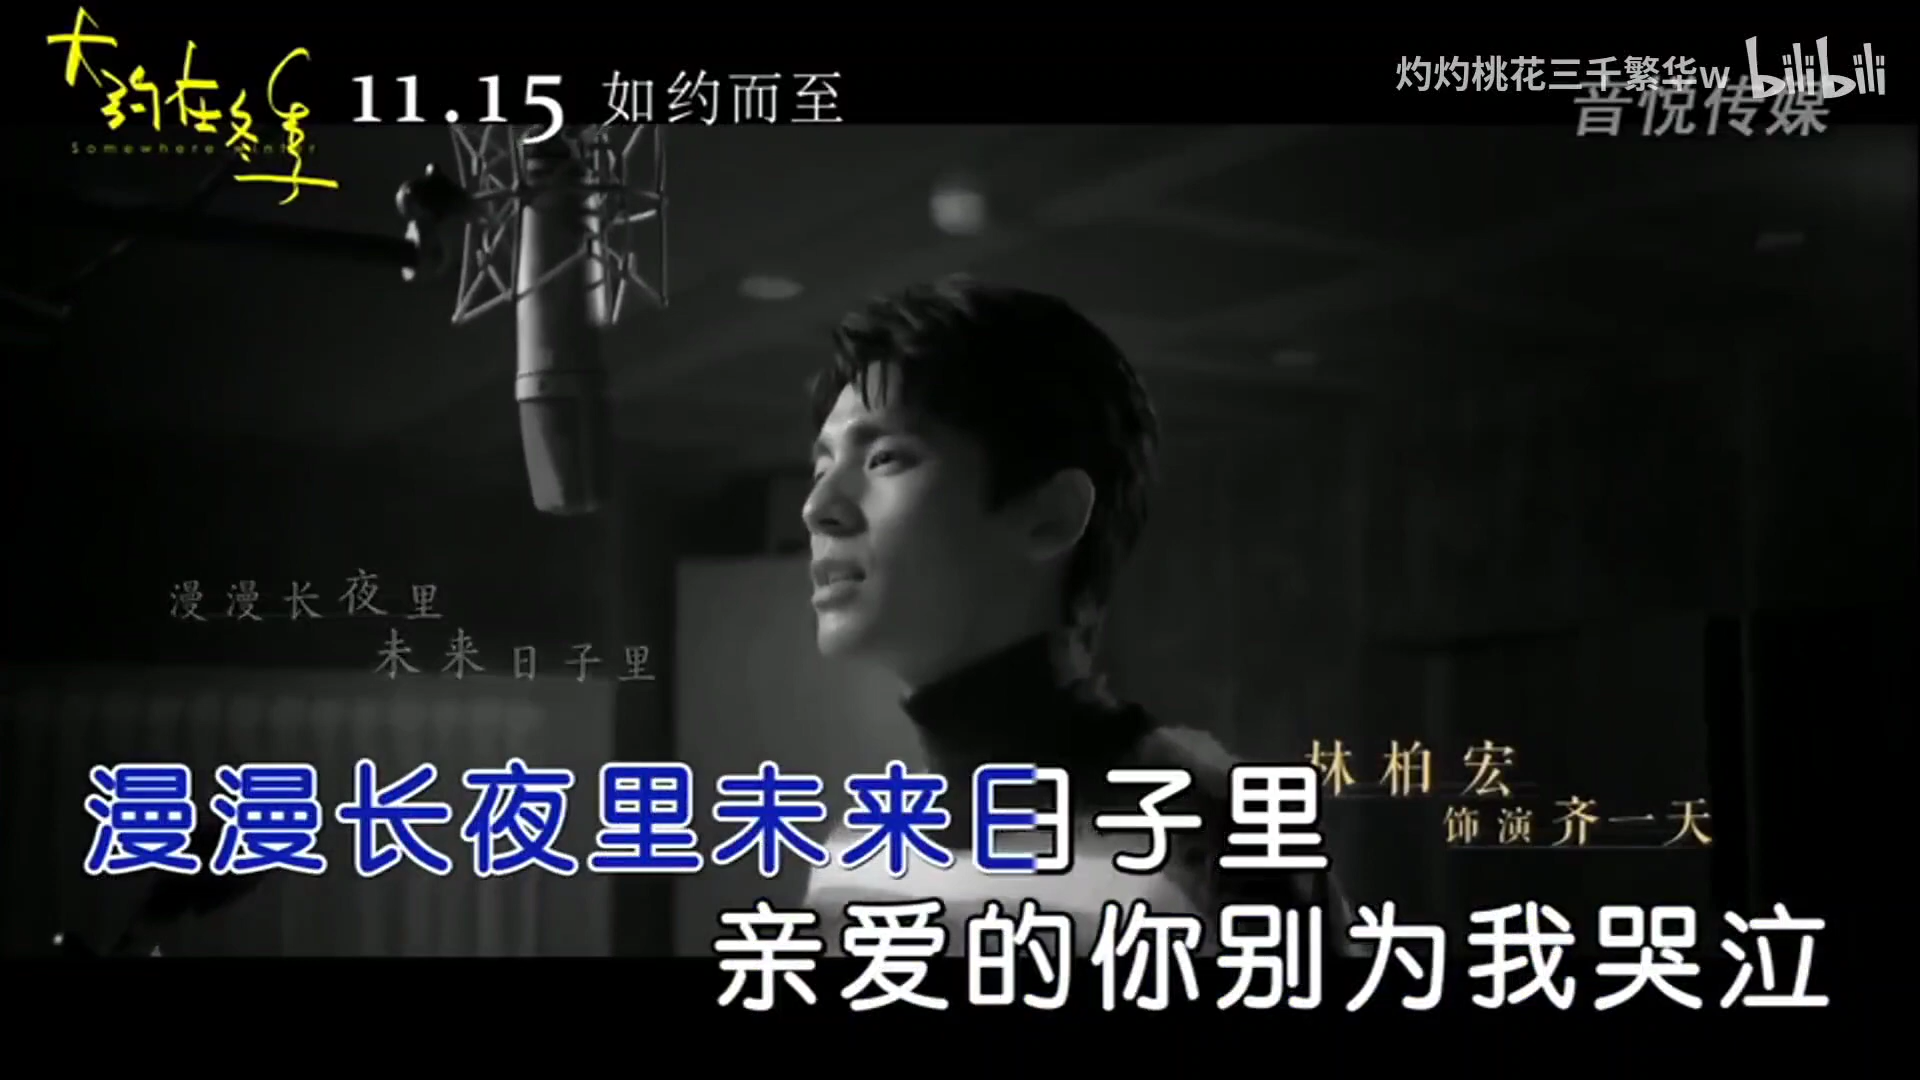 大约在冬季
Somewhere winter
11.15 如约而至
灼灼桃花三千繁华w bilibili
音悦传媒
漫漫长夜里
未来日子里
林柏宏
饰演齐一天
漫漫长夜里未来日子里
亲爱的你别为我哭泣